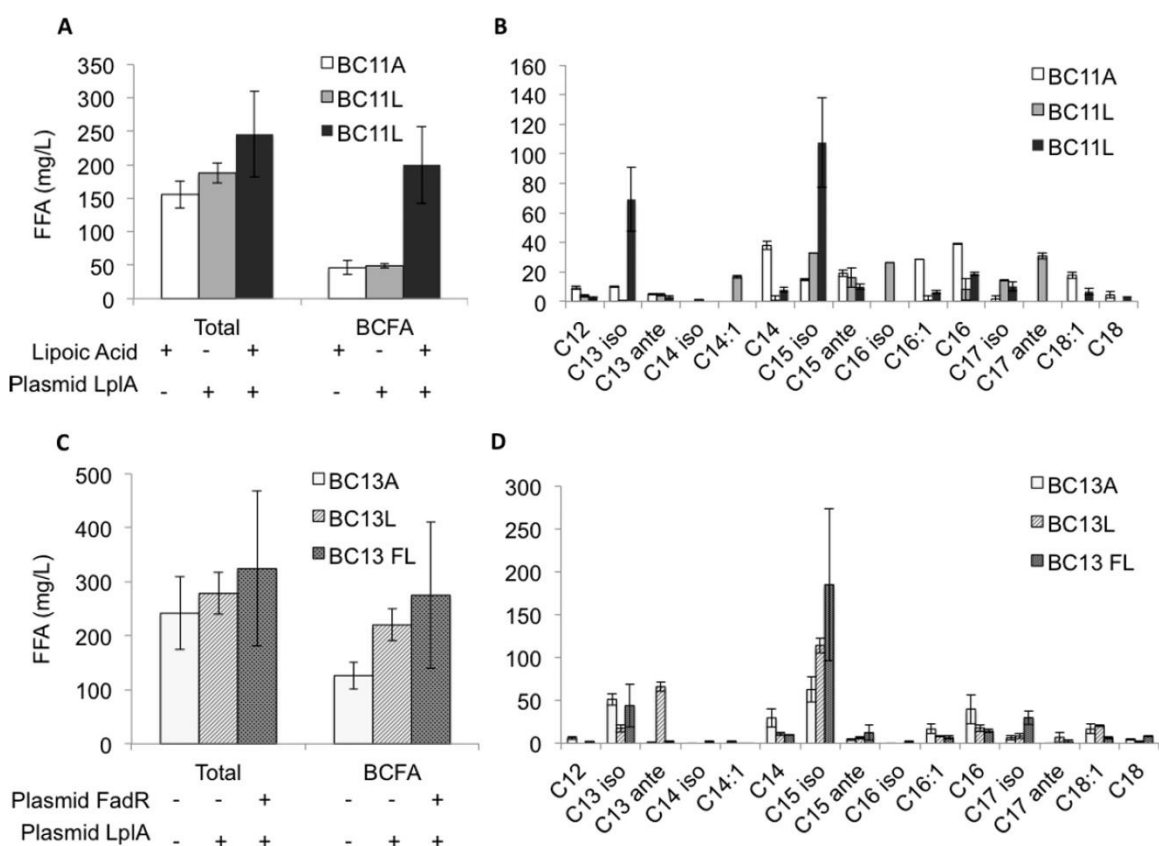 A
FFA (mg/L)
350
300
250
200
150
100
50
0
BC11A
BC11L
BC11L
Total BCFA
Lipoic Acid + - + + - +
Plasmid LplA - + + - + +
B
160
140
120
100
80
60
40
20
0
BC11A
BC11L
BC11L
C12 C13 iso C13 ante C14 iso C14:1 C14 C15 iso C15 ante C16 iso C16:1 C16 C17 iso C17 ante C18:1 C18
C
FFA (mg/L)
500
400
300
200
100
0
BC13A
BC13L
BC13 FL
Total BCFA
Plasmid FadR - - + - - +
Plasmid LplA - + + - + +
D
300
250
200
150
100
50
0
BC13A
BC13L
BC13 FL
C12 C13 iso C13 ante C14 iso C14:1 C14 C15 iso C15 ante C16 iso C16:1 C16 C17 iso C17 ante C18:1 C18